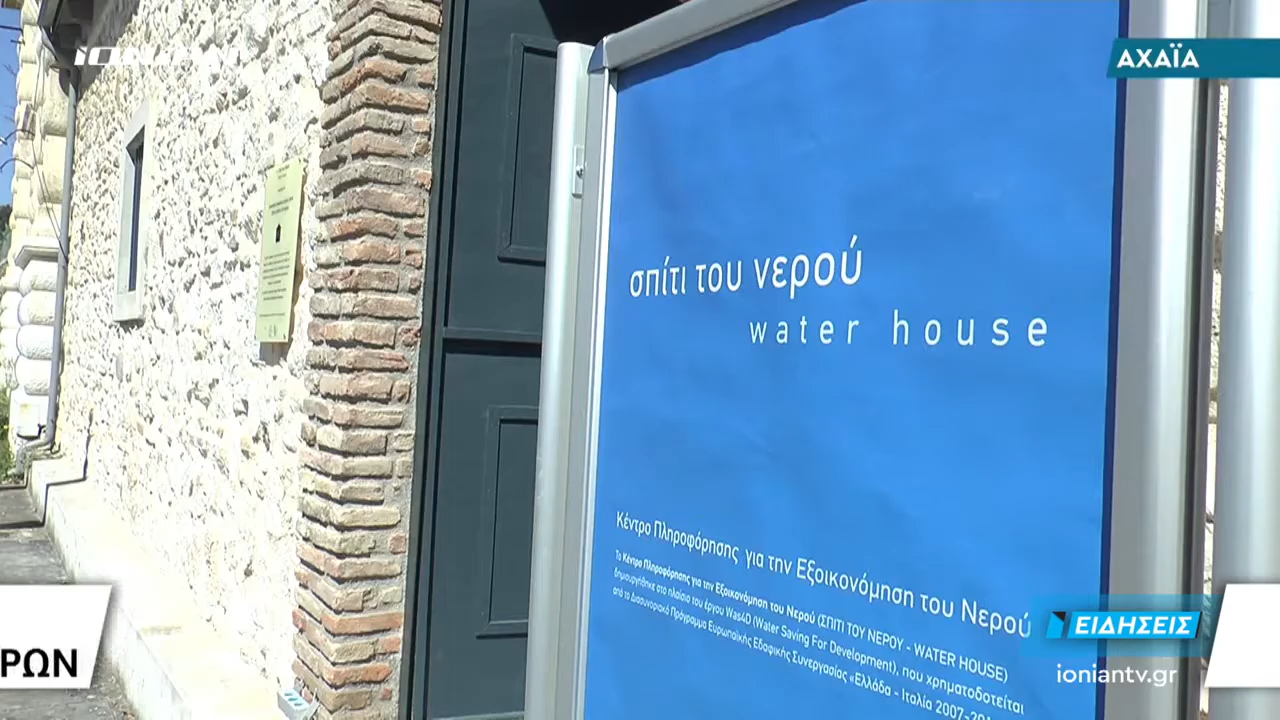 IONIAN
ΑΧΑΪΑ
σπίτι του νερού
water house
Κέντρο Πληροφόρησης για την Εξοικονόμηση του Νερού
Το Κέντρο Πληροφόρησης για την Εξοικονόμηση του Νερού (ΣΠΙΤΙ ΤΟΥ ΝΕΡΟΥ - WATER HOUSE)
δημιουργήθηκε στο πλαίσιο του έργου Was4D (Water Saving For Development), που χρηματοδοτείται
από το Διασυνοριακό Πρόγραμμα Ευρωπαϊκής Εδαφικής Συνεργασίας «Ελλάδα - Ιταλία 2007-20
ΕΙΔΗΣΕΙΣ
ioniantv.gr
ΡΩΝ